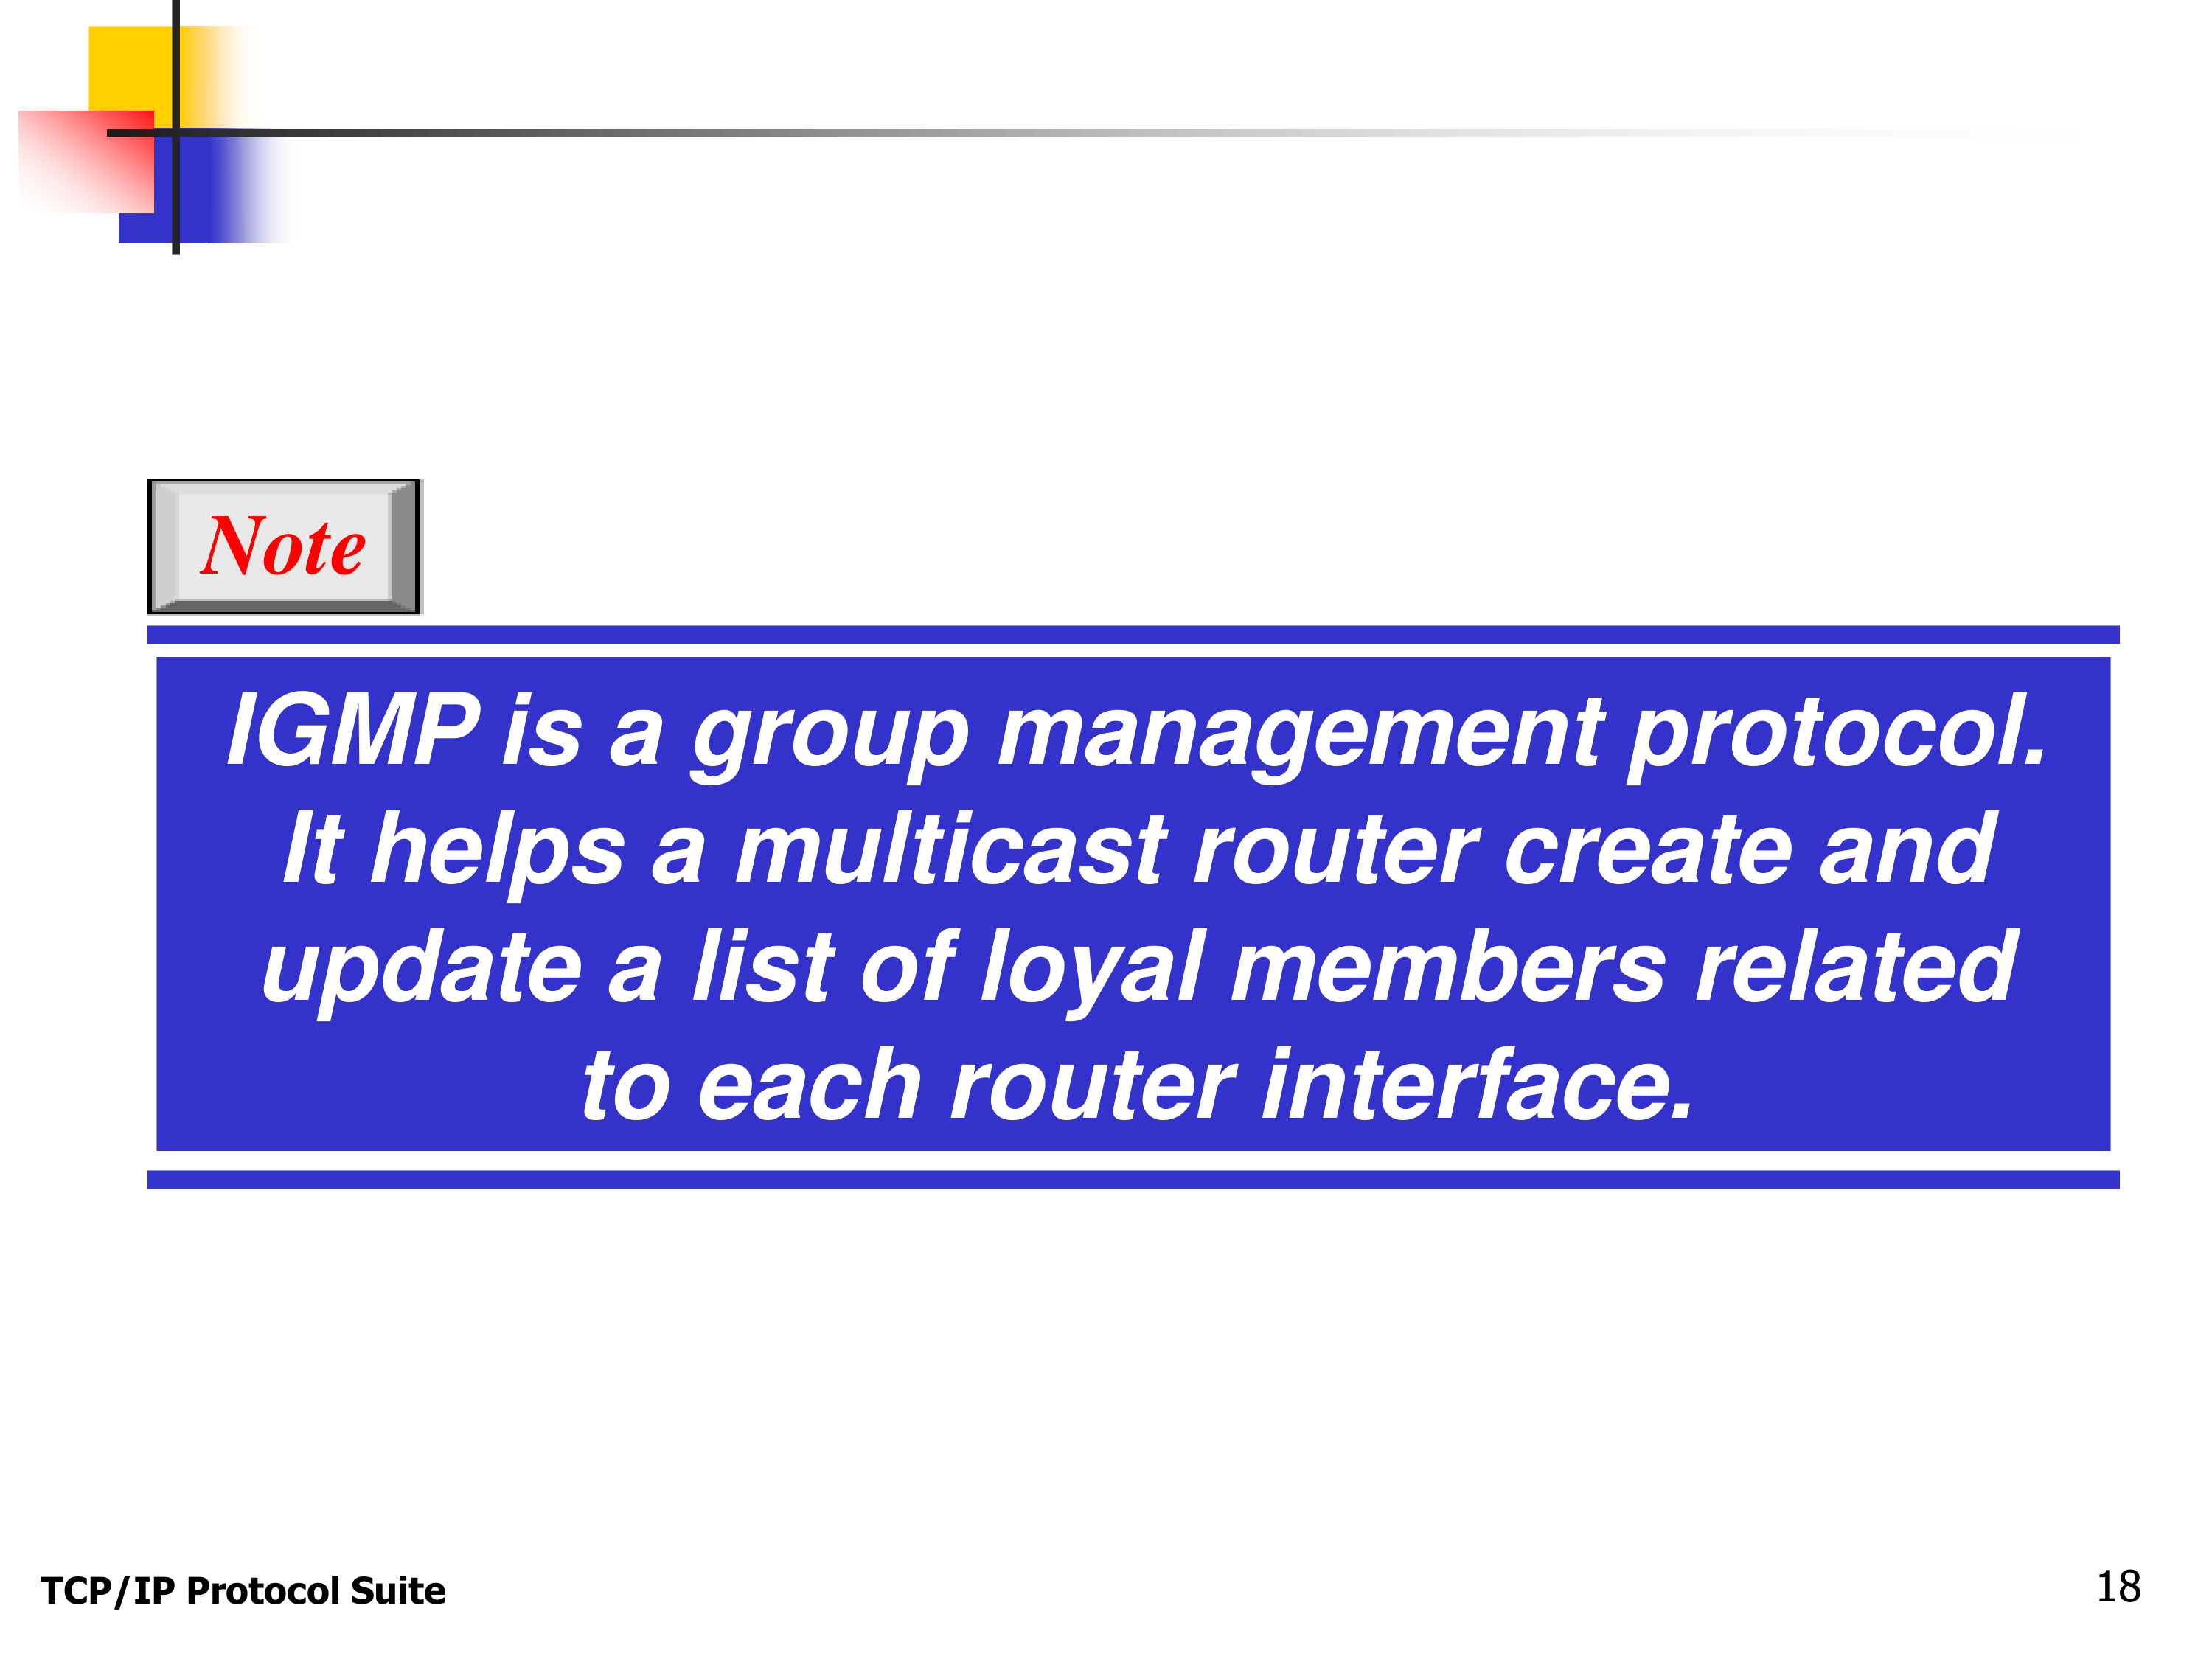 Note
IGMP is a group management protocol.
It helps a multicast router create and
update a list of loyal members related
to each router interface.
TCP/IP Protocol Suite
18